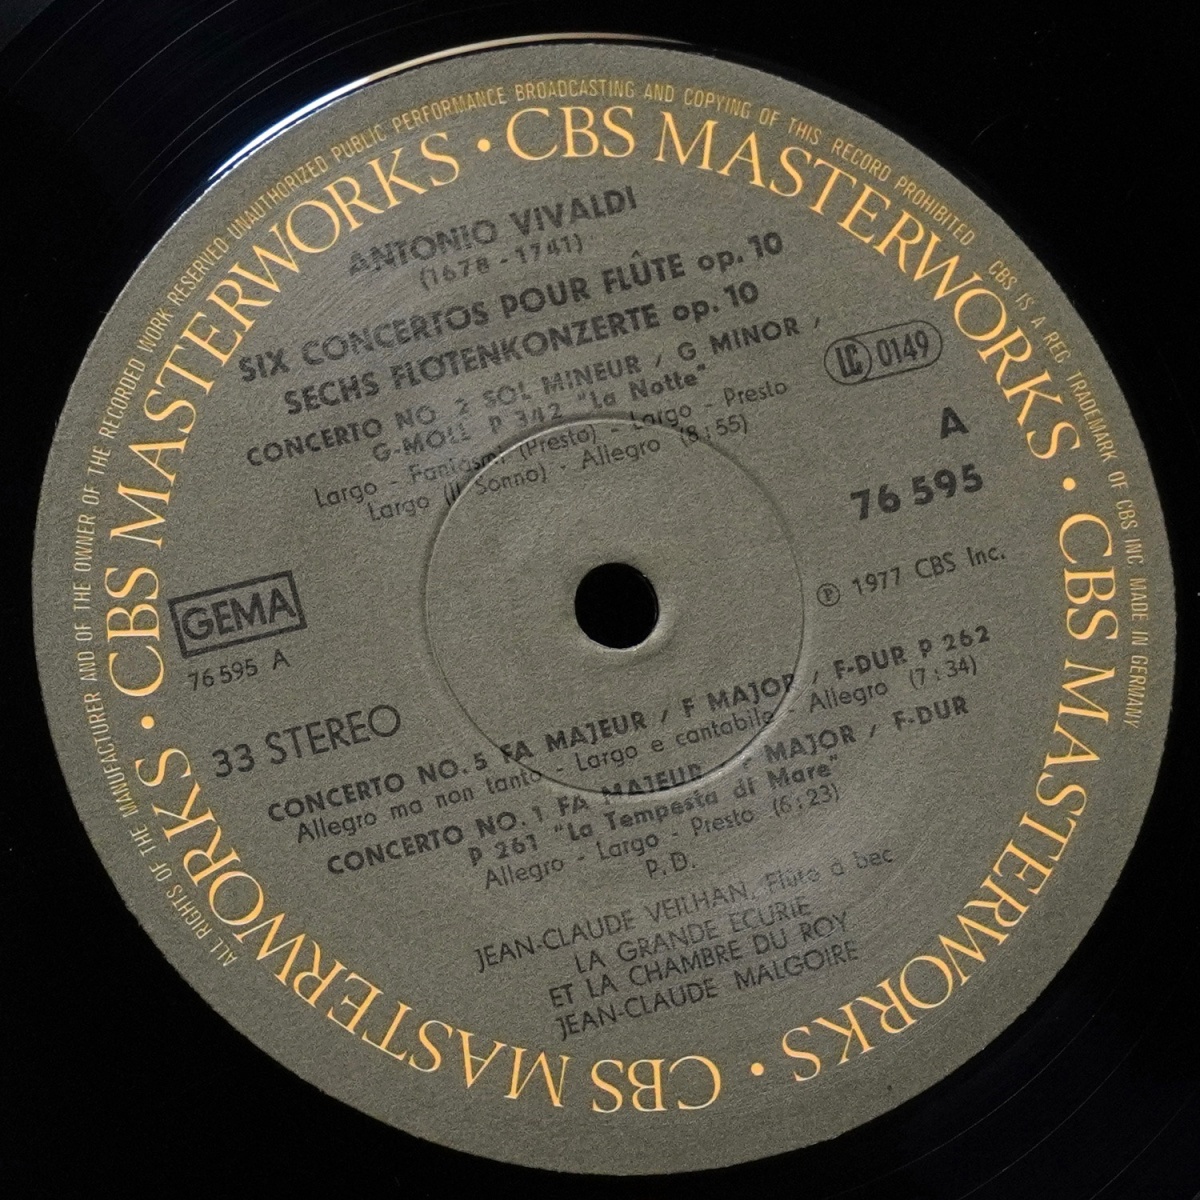 ALL RIGHTS OF THE MANUFACTURER AND OF THE OWNER OF THE RECORDED WORK RESERVED UNAUTHORIZED PUBLIC PERFORMANCE BROADCASTING AND COPYING OF THIS RECORD PROHIBITED
CBS IS A REG. TRADEMARK OF CBS INC. MADE IN GERMANY
CBS MASTERWORKS · CBS MASTERWORKS · CBS MASTERWORKS · CBS MASTERWORKS ·
ANTONIO VIVALDI
(1678 - 1741)
SIX CONCERTOS POUR FLÛTE op. 10
SECHS FLÖTENKONZERTE op. 10
CONCERTO NO. 2 SOL MINEUR / G MINOR /
G-MOLL P 342 "La Notte"
Largo - Fantasmi (Presto) - Largo - Presto
Largo (Il Sonno) - Allegro (8:55)
LC 0149
A
76 595
℗ 1977 CBS Inc.
GEMA
76 595 A
33 STEREO
CONCERTO NO. 5 FA MAJEUR / F MAJOR / F-DUR P 262
Allegro ma non tanto - Largo e cantabile - Allegro (7:34)
CONCERTO NO. 1 FA MAJEUR / F MAJOR / F-DUR
P 261 "La Tempesta di Mare"
Allegro - Largo - Presto (6:23)
P.D.
JEAN-CLAUDE VEILHAN, Flûte à bec
LA GRANDE ECURIE
ET LA CHAMBRE DU ROY
JEAN-CLAUDE MALGOIRE